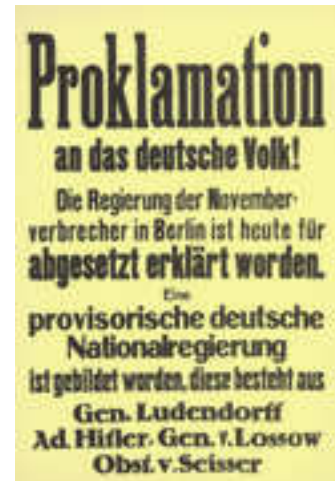 Proklamation
an das deutsche Volk!
Die Regierung der November-
verbrecher in Berlin ist heute für
abgesetzt erklärt worden.
Eine
provisorische deutsche
Nationalregierung
ist gebildet worden, diese besteht aus
Gen. Ludendorff
Ad. Hitler, Gen. v. Lossow
Obst. v. Seisser